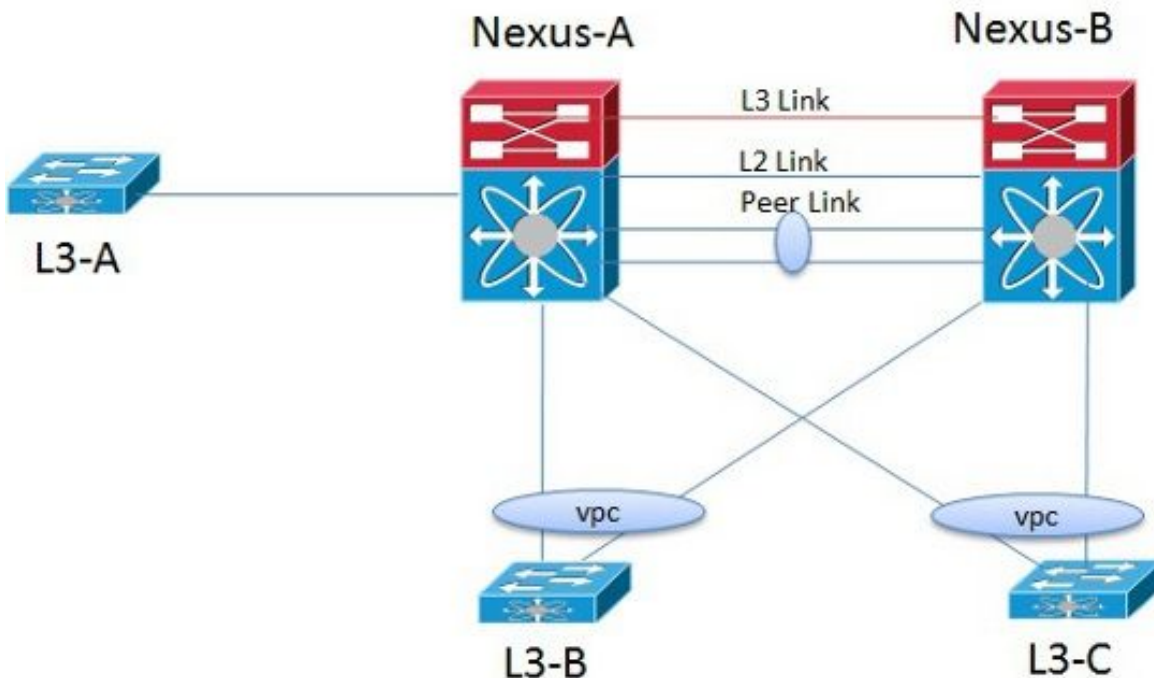 Nexus-A
Nexus-B
L3 Link
L2 Link
Peer Link
L3-A
vpc
vpc
L3-B
L3-C